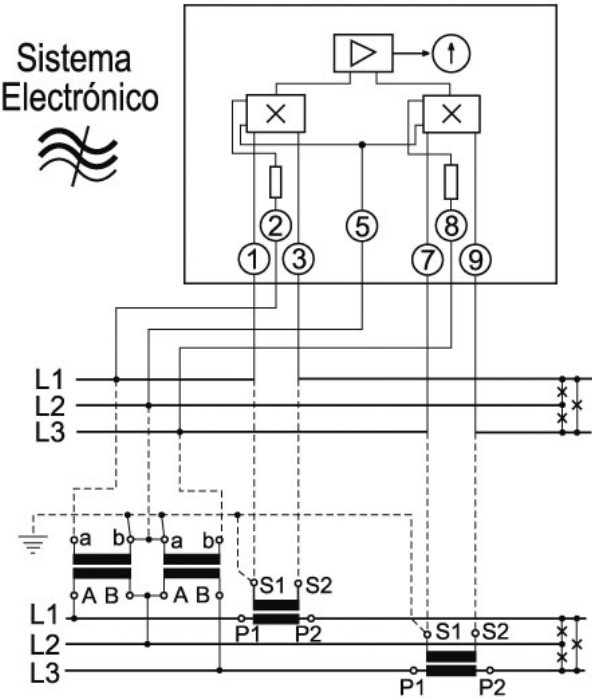 Sistema
Electrónico
2 5 8
1 3 7 9
L1
L2
L3
a b a b
A B A B
S1 S2
L1
P1 P2
S1 S2
L2
L3
P1 P2